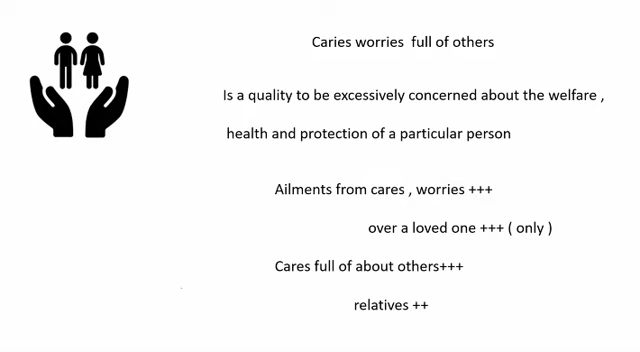 Caries worries full of others
Is a quality to be excessively concerned about the welfare ,
health and protection of a particular person
Ailments from cares , worries +++
over a loved one +++ ( only )
Cares full of about others+++
relatives ++